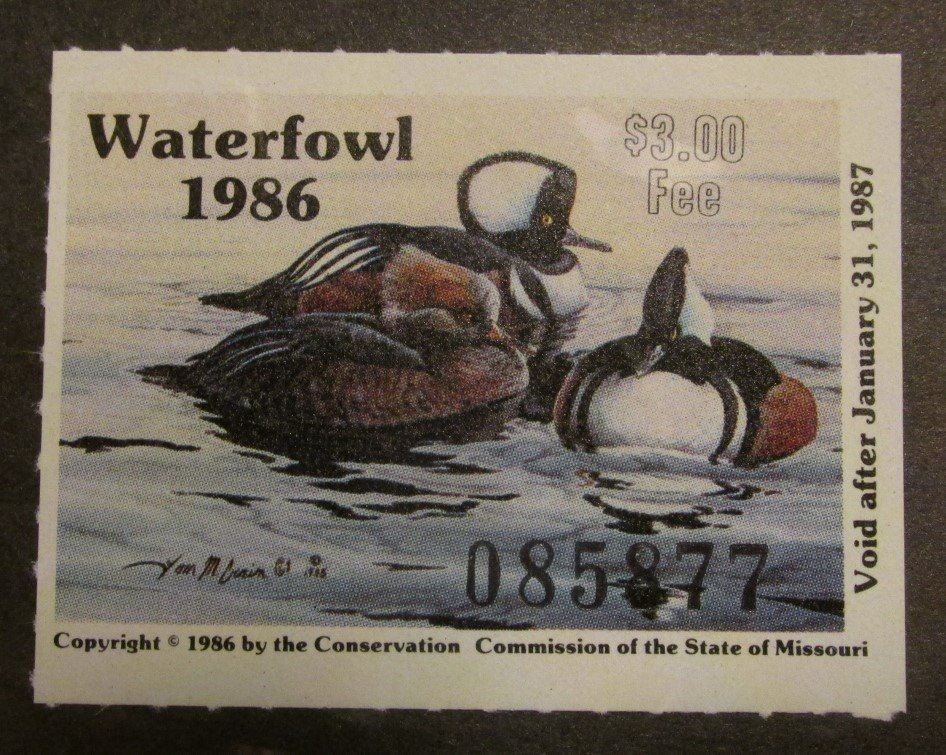 Waterfowl
1986
$3.00
Fee
Void after January 31, 1987
085877
Copyright © 1986 by the Conservation Commission of the State of Missouri